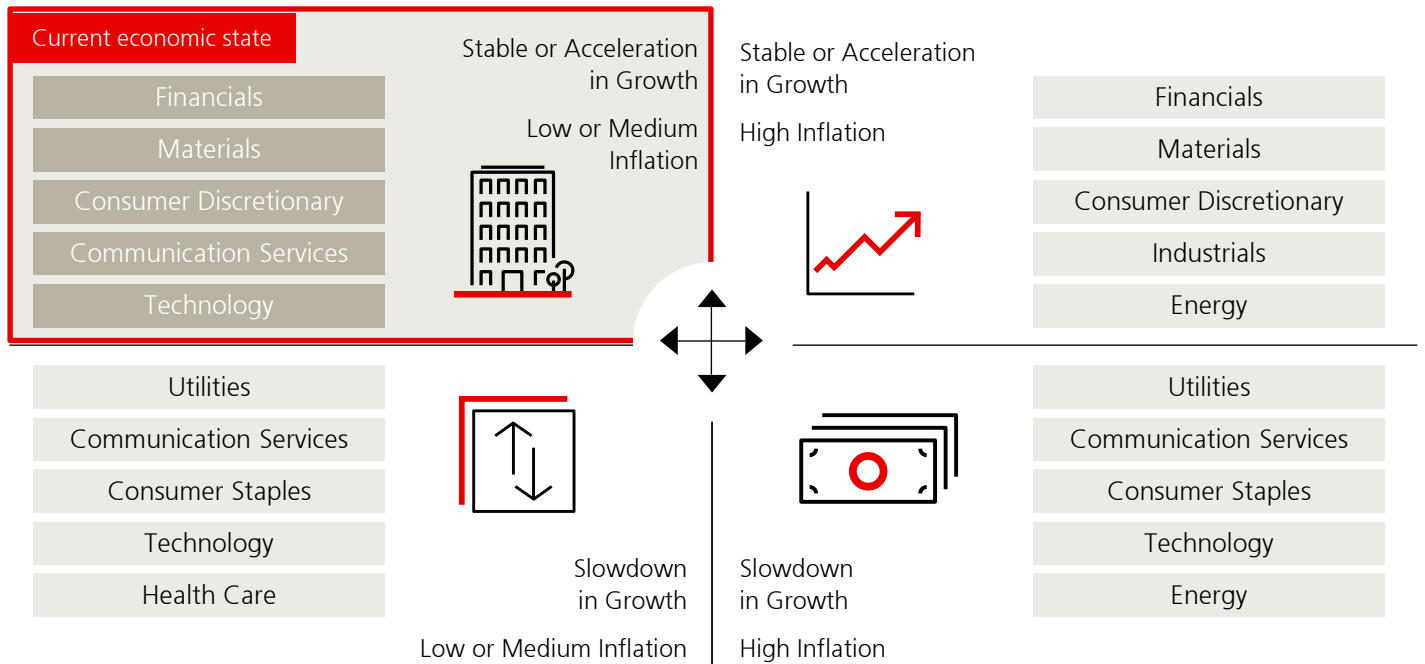 Current economic state
Financials
Materials
Consumer Discretionary
Communication Services
Technology
Stable or Acceleration
in Growth
Low or Medium
Inflation
Stable or Acceleration
in Growth
High Inflation
Financials
Materials
Consumer Discretionary
Industrials
Energy
Utilities
Communication Services
Consumer Staples
Technology
Health Care
Slowdown
in Growth
Low or Medium Inflation
Slowdown
in Growth
High Inflation
Utilities
Communication Services
Consumer Staples
Technology
Energy